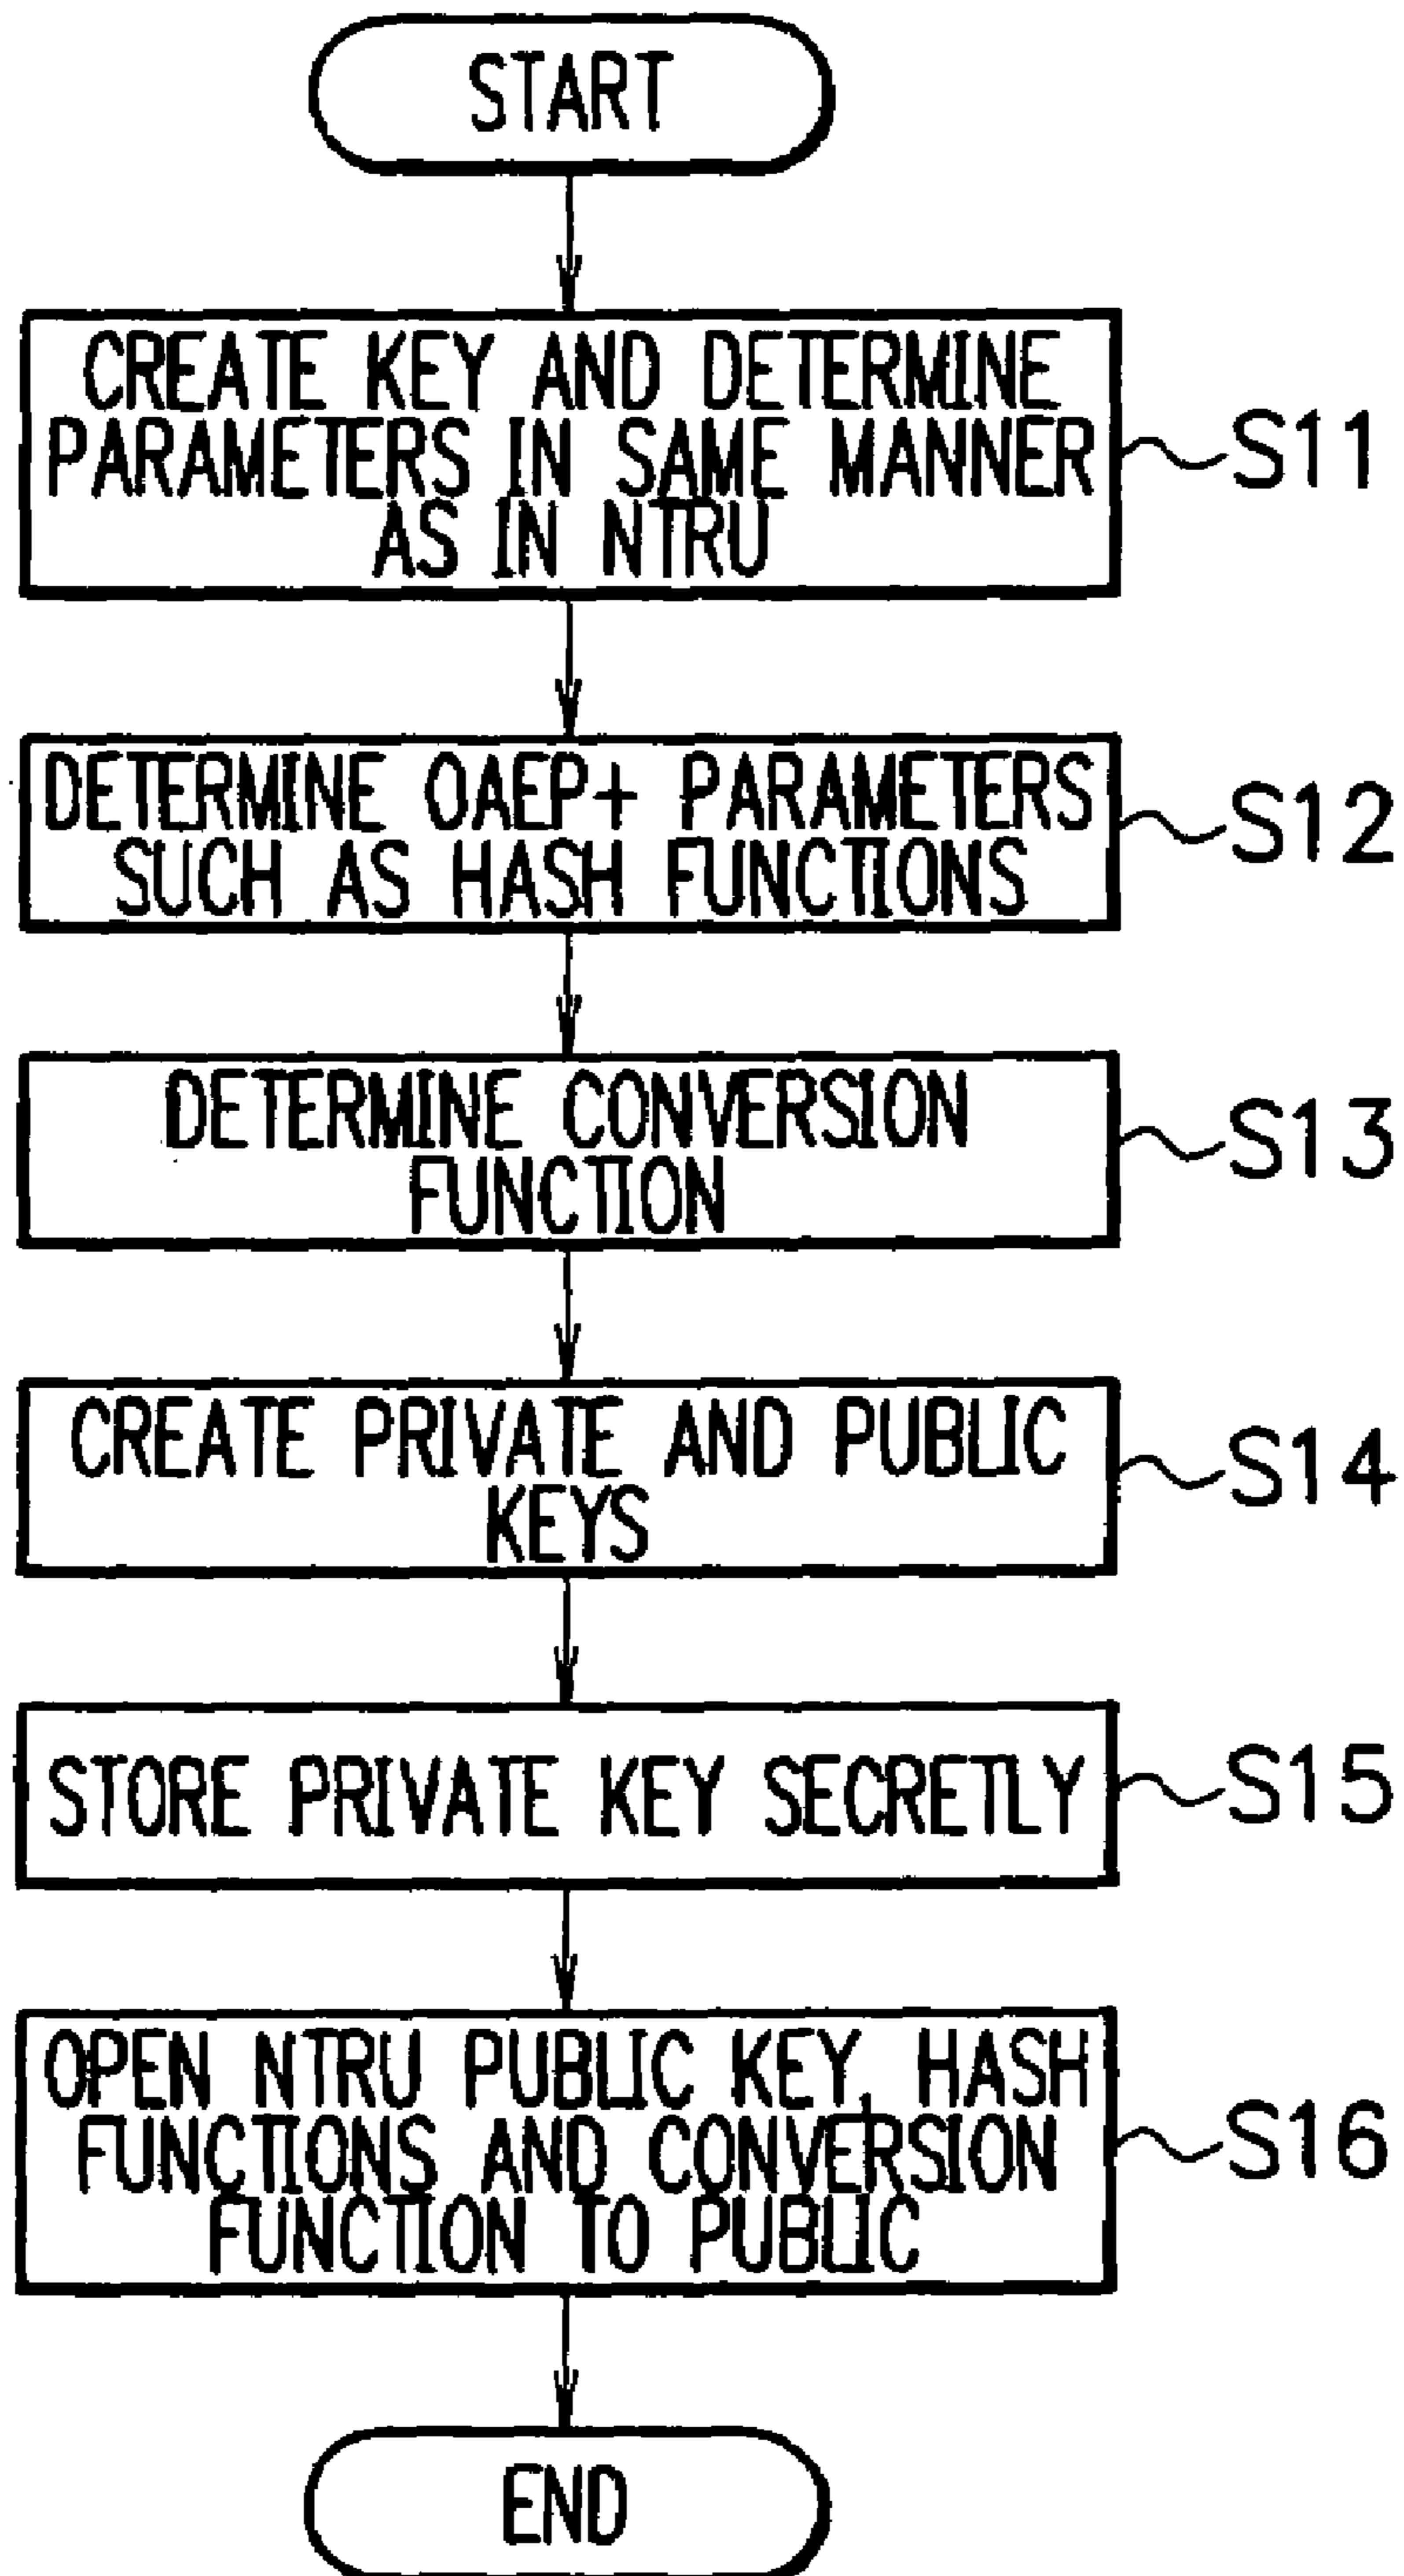 START
CREATE KEY AND DETERMINE
PARAMETERS IN SAME MANNER
AS IN NTRU
S11
DETERMINE OAEP+ PARAMETERS
SUCH AS HASH FUNCTIONS
S12
DETERMINE CONVERSION
FUNCTION
S13
CREATE PRIVATE AND PUBLIC
KEYS
S14
STORE PRIVATE KEY SECRETLY
S15
OPEN NTRU PUBLIC KEY, HASH
FUNCTIONS AND CONVERSION
FUNCTION TO PUBLIC
S16
END